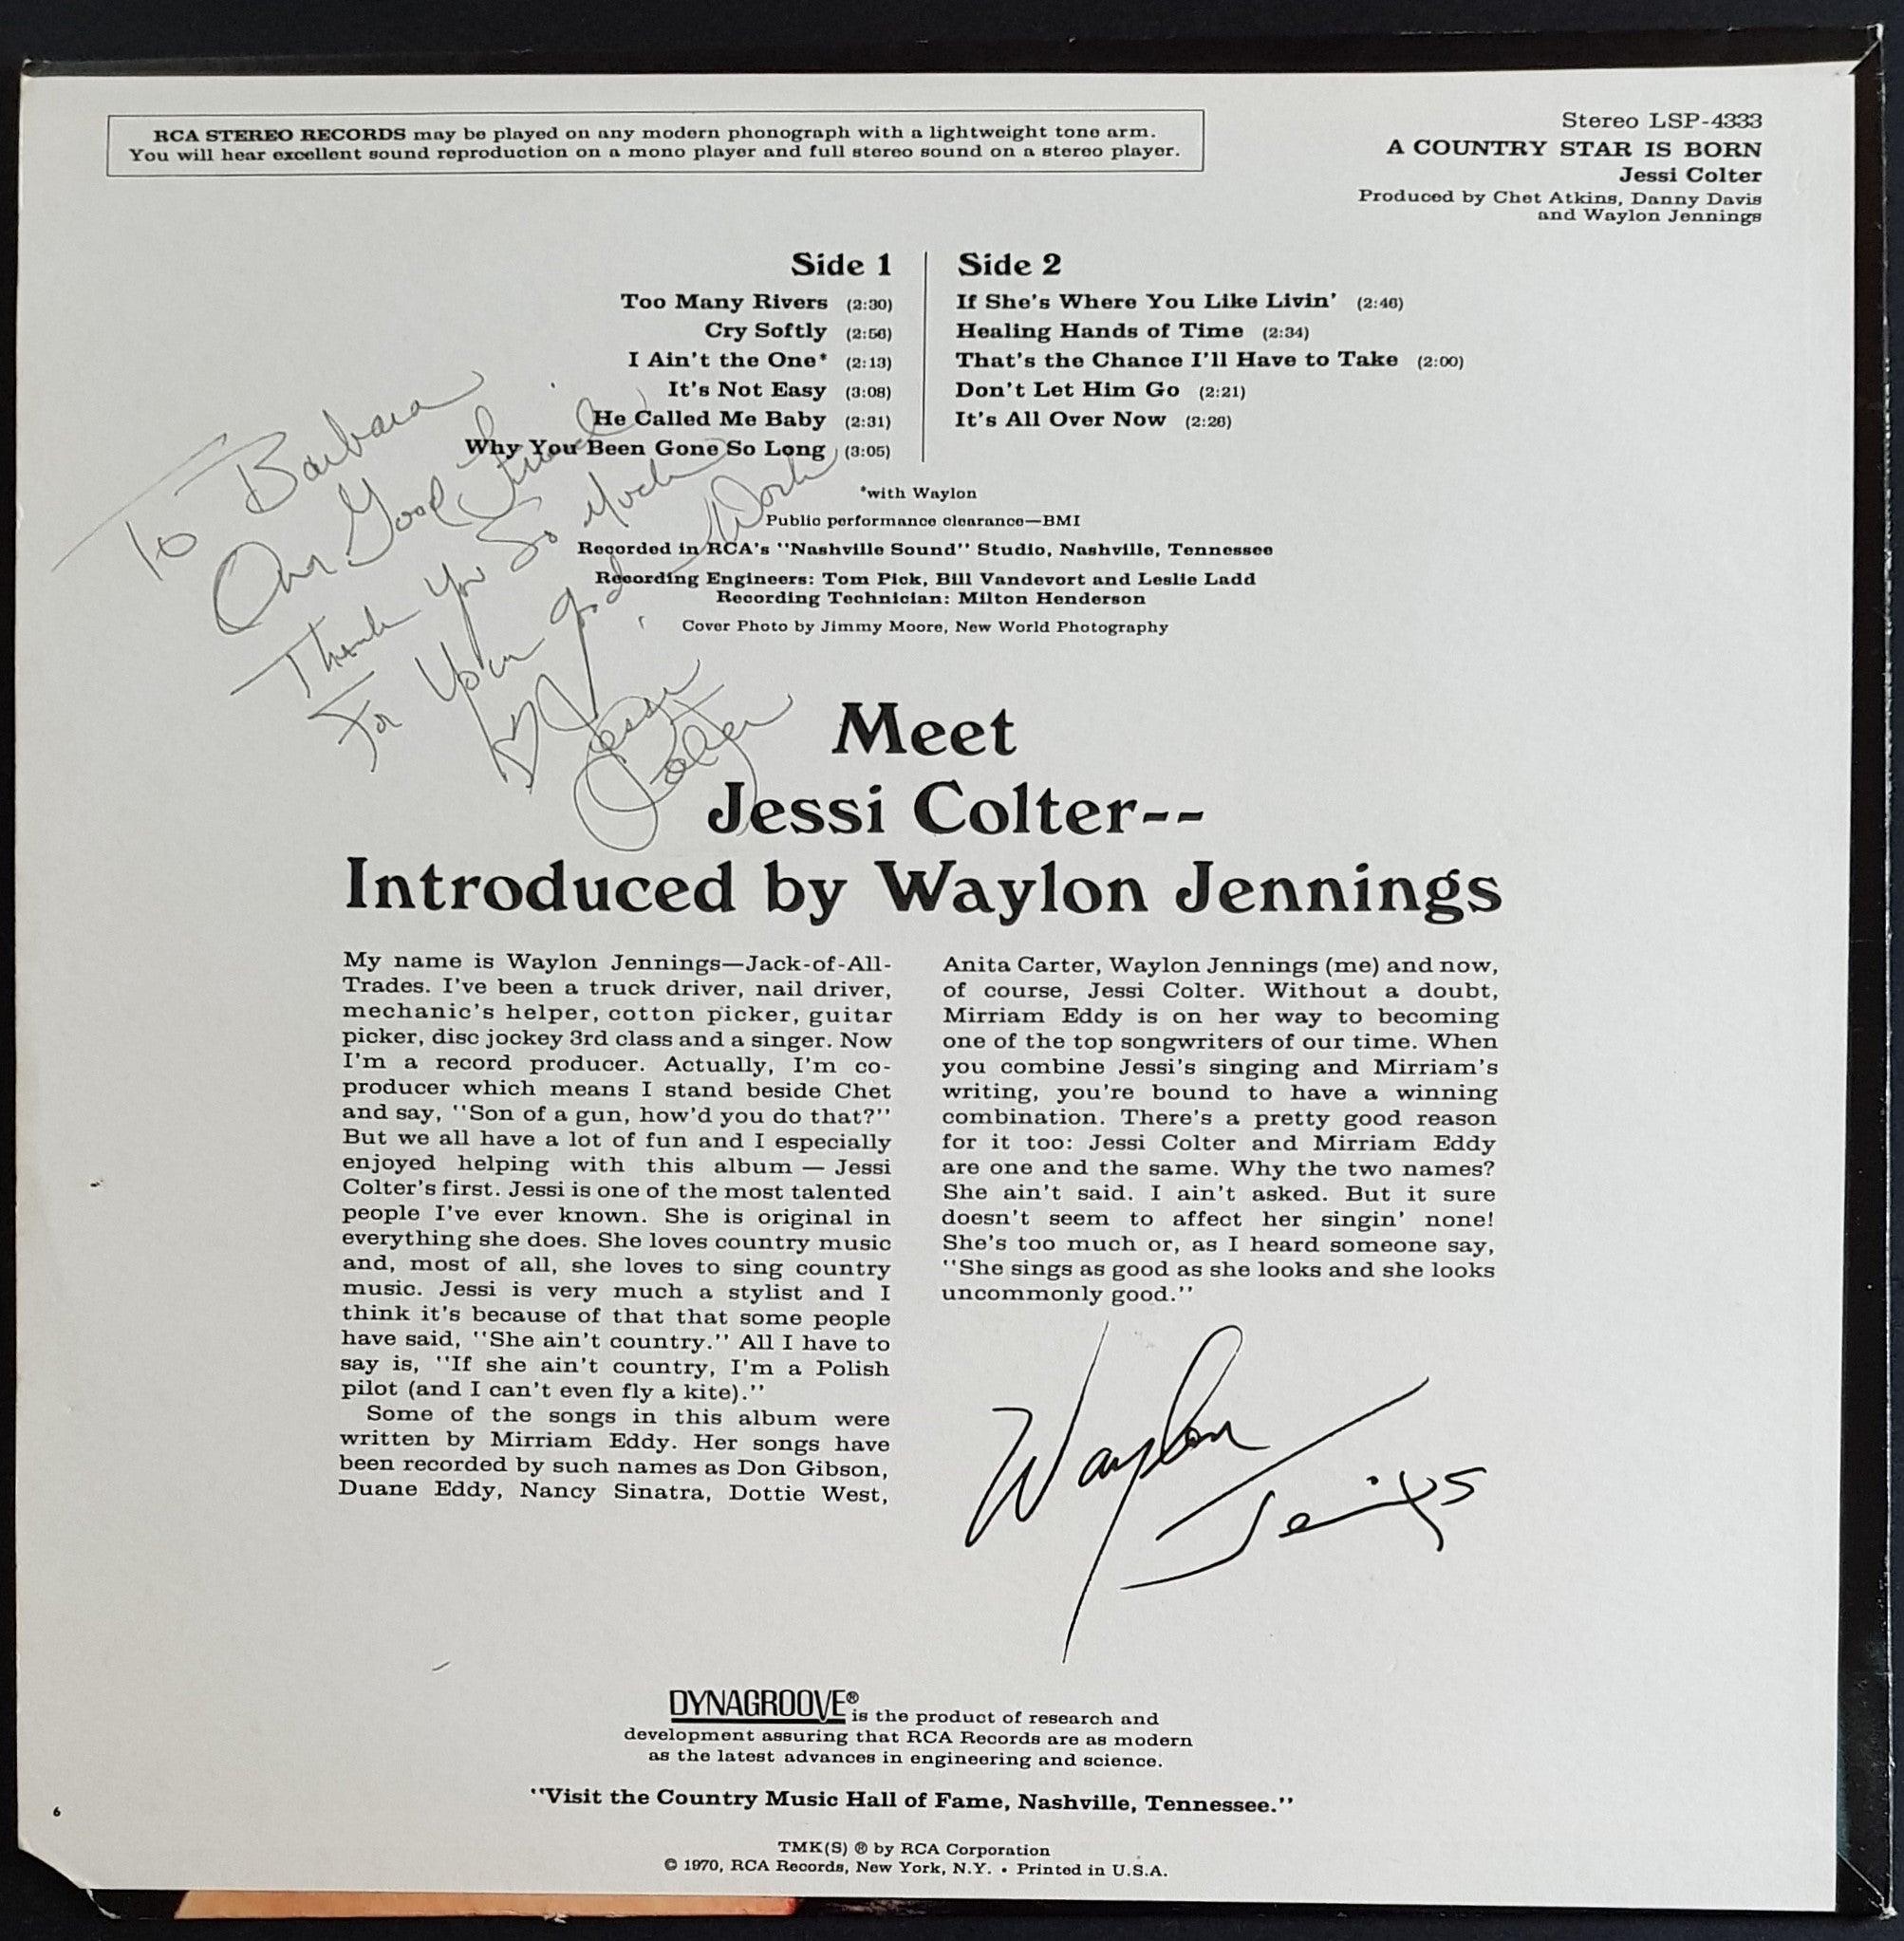 RCA STEREO RECORDS may be played on any modern phonograph with a lightweight tone arm.
You will hear excellent sound reproduction on a mono player and full stereo sound on a stereo player.
Stereo LSP-4333
A COUNTRY STAR IS BORN
Jessi Colter
Produced by Chet Atkins, Danny Davis
and Waylon Jennings
Side 1
Too Many Rivers (2:30)
Cry Softly (2:56)
I Ain't the One* (2:13)
It's Not Easy (3:08)
He Called Me Baby (2:31)
Why You Been Gone So Long (3:05)
Side 2
If She's Where You Like Livin' (2:46)
Healing Hands of Time (2:34)
That's the Chance I'll Have to Take (2:00)
Don't Let Him Go (2:21)
It's All Over Now (2:26)
*with Waylon
Public performance clearance—BMI
Recorded in RCA's "Nashville Sound" Studio, Nashville, Tennessee
Recording Engineers: Tom Pick, Bill Vandevort and Leslie Ladd
Recording Technician: Milton Henderson
Cover Photo by Jimmy Moore, New World Photography
To Barbara
Our Good Friend
Thank You So Much
For Your good Work
Jessi
Colter
Meet
Jessi Colter--
Introduced by Waylon Jennings
My name is Waylon Jennings—Jack-of-All-
Trades. I've been a truck driver, nail driver,
mechanic's helper, cotton picker, guitar
picker, disc jockey 3rd class and a singer. Now
I'm a record producer. Actually, I'm co-
producer which means I stand beside Chet
and say, "Son of a gun, how'd you do that?"
But we all have a lot of fun and I especially
enjoyed helping with this album — Jessi
Colter's first. Jessi is one of the most talented
people I've ever known. She is original in
everything she does. She loves country music
and, most of all, she loves to sing country
music. Jessi is very much a stylist and I
think it's because of that that some people
have said, "She ain't country." All I have to
say is, "If she ain't country, I'm a Polish
pilot (and I can't even fly a kite)."
Some of the songs in this album were
written by Mirriam Eddy. Her songs have
been recorded by such names as Don Gibson,
Duane Eddy, Nancy Sinatra, Dottie West,
Anita Carter, Waylon Jennings (me) and now,
of course, Jessi Colter. Without a doubt,
Mirriam Eddy is on her way to becoming
one of the top songwriters of our time. When
you combine Jessi's singing and Mirriam's
writing, you're bound to have a winning
combination. There's a pretty good reason
for it too: Jessi Colter and Mirriam Eddy
are one and the same. Why the two names?
She ain't said. I ain't asked. But it sure
doesn't seem to affect her singin' none!
She's too much or, as I heard someone say,
"She sings as good as she looks and she looks
uncommonly good."
Waylon
Jennings
DYNAGROOVE® is the product of research and
development assuring that RCA Records are as modern
as the latest advances in engineering and science.
"Visit the Country Music Hall of Fame, Nashville, Tennessee."
6
TMK(S) ® by RCA Corporation
© 1970, RCA Records, New York, N.Y. • Printed in U.S.A.